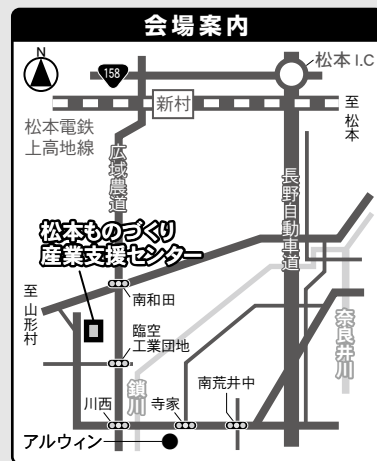 会場案内
N
158
松本I.C
新村
至松本
松本電鉄
上高地線
広域農道
長野自動車道
松本ものづくり
産業支援センター
至山形村
南和田
臨空
工業団地
奈良井川
鎖川
川西
寺家
南荒井中
アルウィン